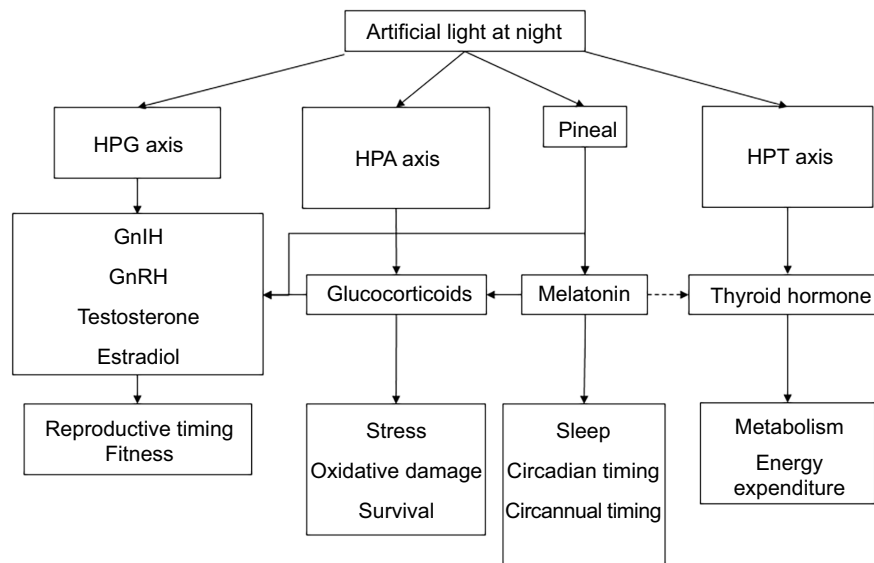 Artificial light at night
HPG axis
HPA axis
Pineal
HPT axis
GnIH
GnRH
Testosterone
Estradiol
Glucocorticoids
Melatonin
Thyroid hormone
Reproductive timing
Fitness
Stress
Oxidative damage
Survival
Sleep
Circadian timing
Circannual timing
Metabolism
Energy
expenditure